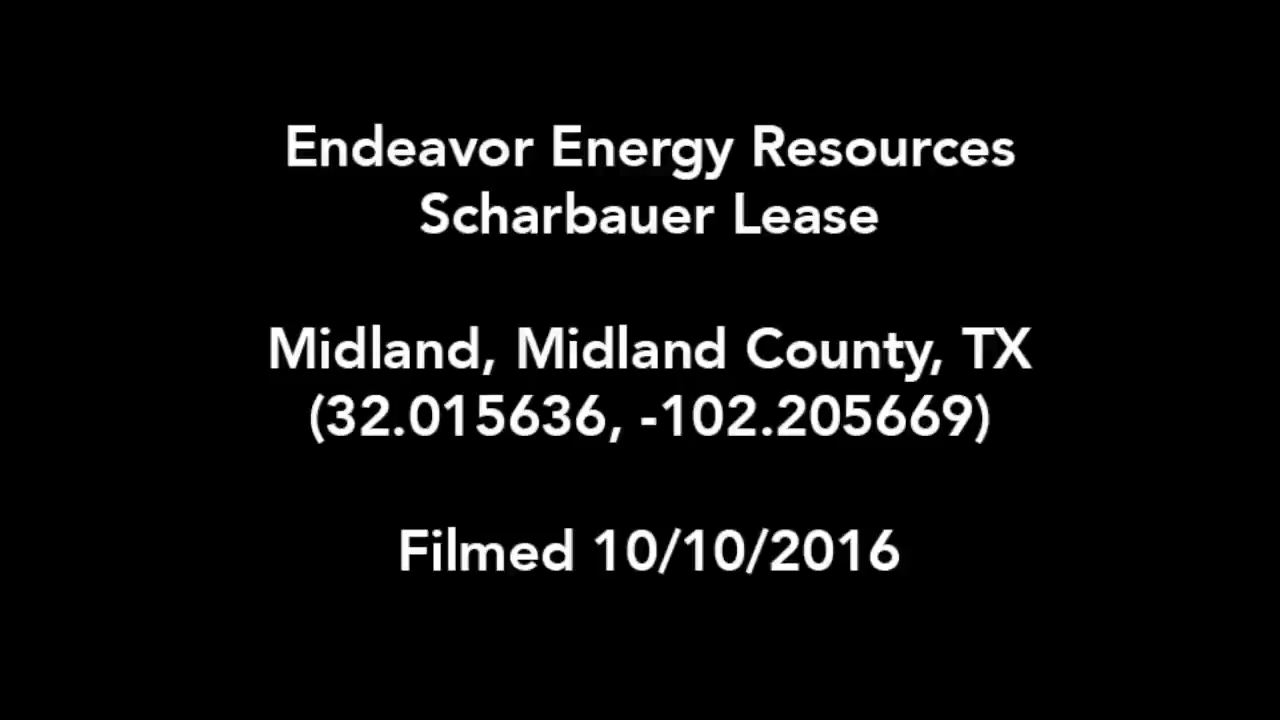 Endeavor Energy Resources
Scharbauer Lease
Midland, Midland County, TX
(32.015636, -102.205669)
Filmed 10/10/2016